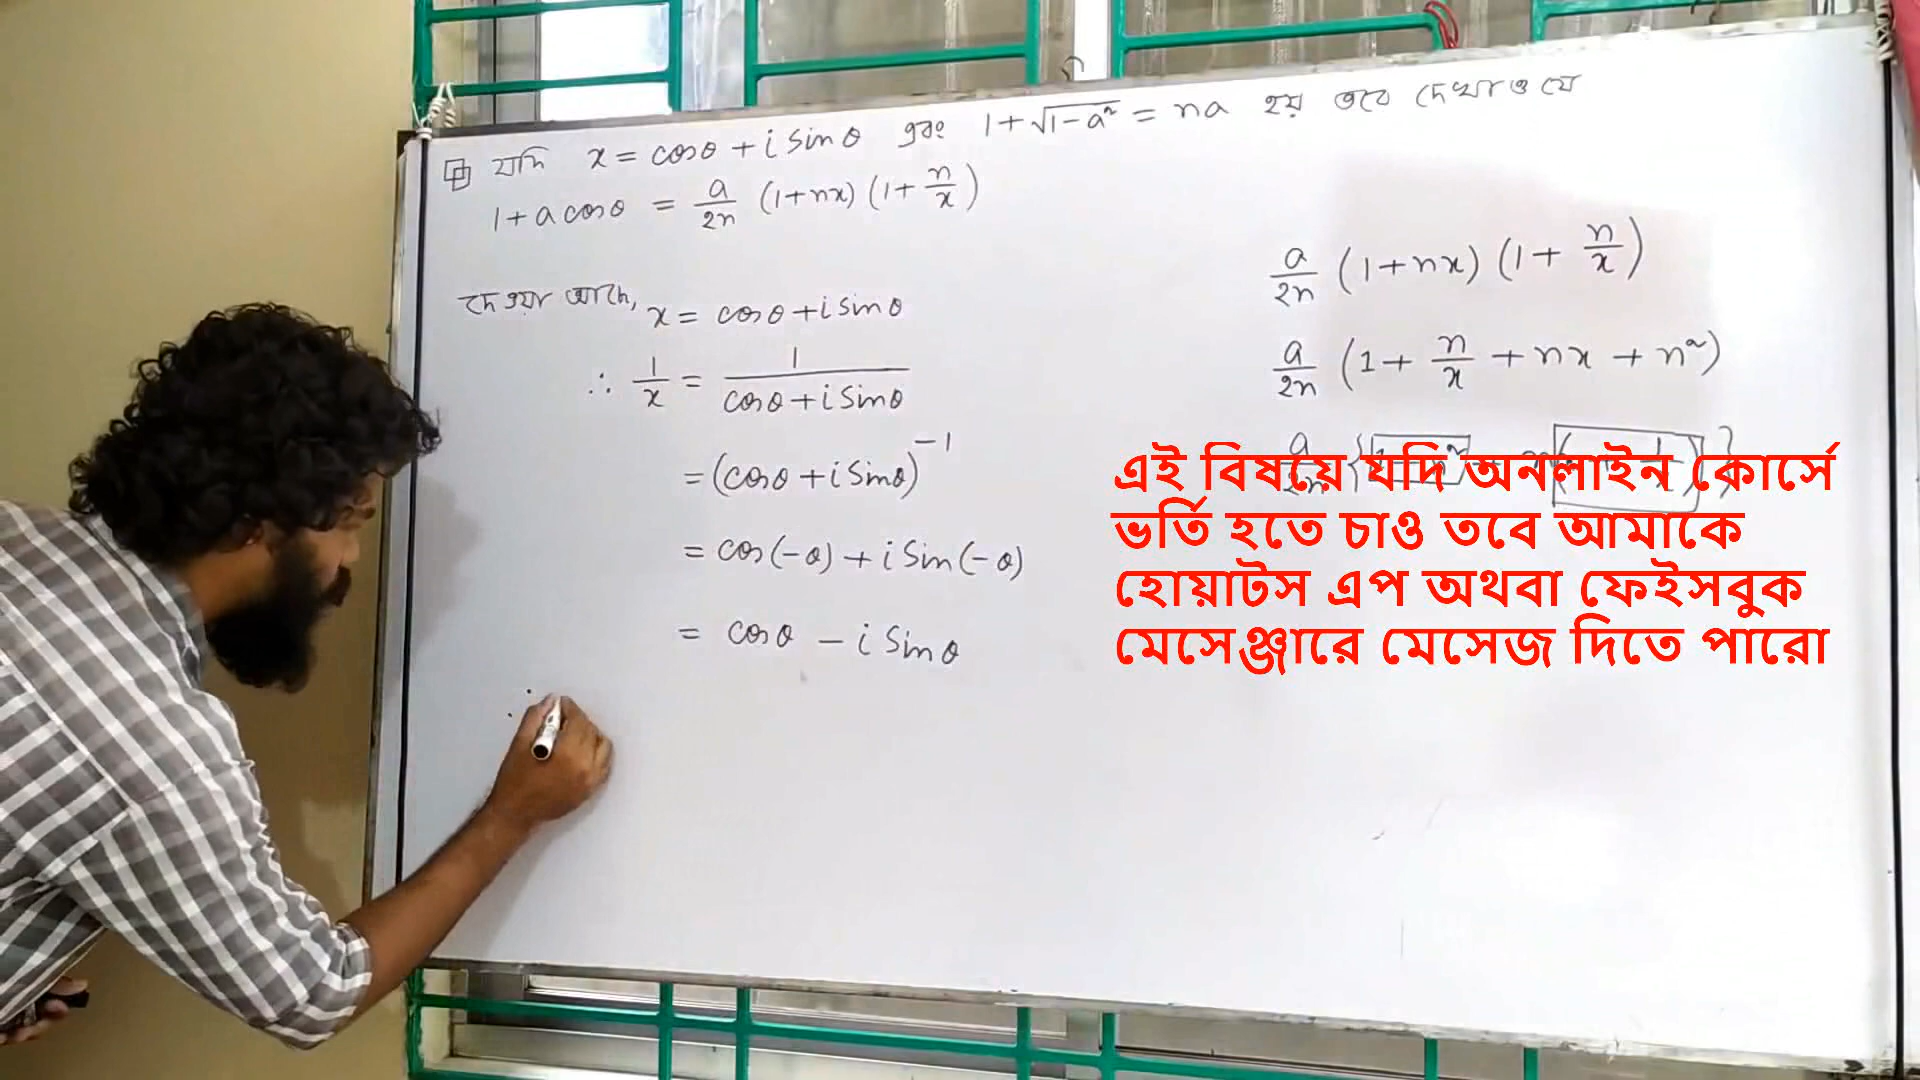 যদি x = cosθ + i sinθ এবং 1+√(1-a²) = na হয় তবে দেখাও যে
1+a cosθ = a/2n (1+nx) (1+ n/x)
দেওয়া আছে, x = cosθ + i sinθ
∴ 1/x = 1/(cosθ + i sinθ)
= (cosθ + i sinθ)⁻¹
= cos(-θ) + i sin(-θ)
= cosθ - i sinθ
∴
a/2n (1+nx) (1+ n/x)
a/2n (1+ n/x + nx + n²)
a/2n
এই বিষয়ে যদি অনলাইন কোর্সে
ভর্তি হতে চাও তবে আমাকে
হোয়াটস এপ অথবা ফেইসবুক
মেসেঞ্জারে মেসেজ দিতে পারো